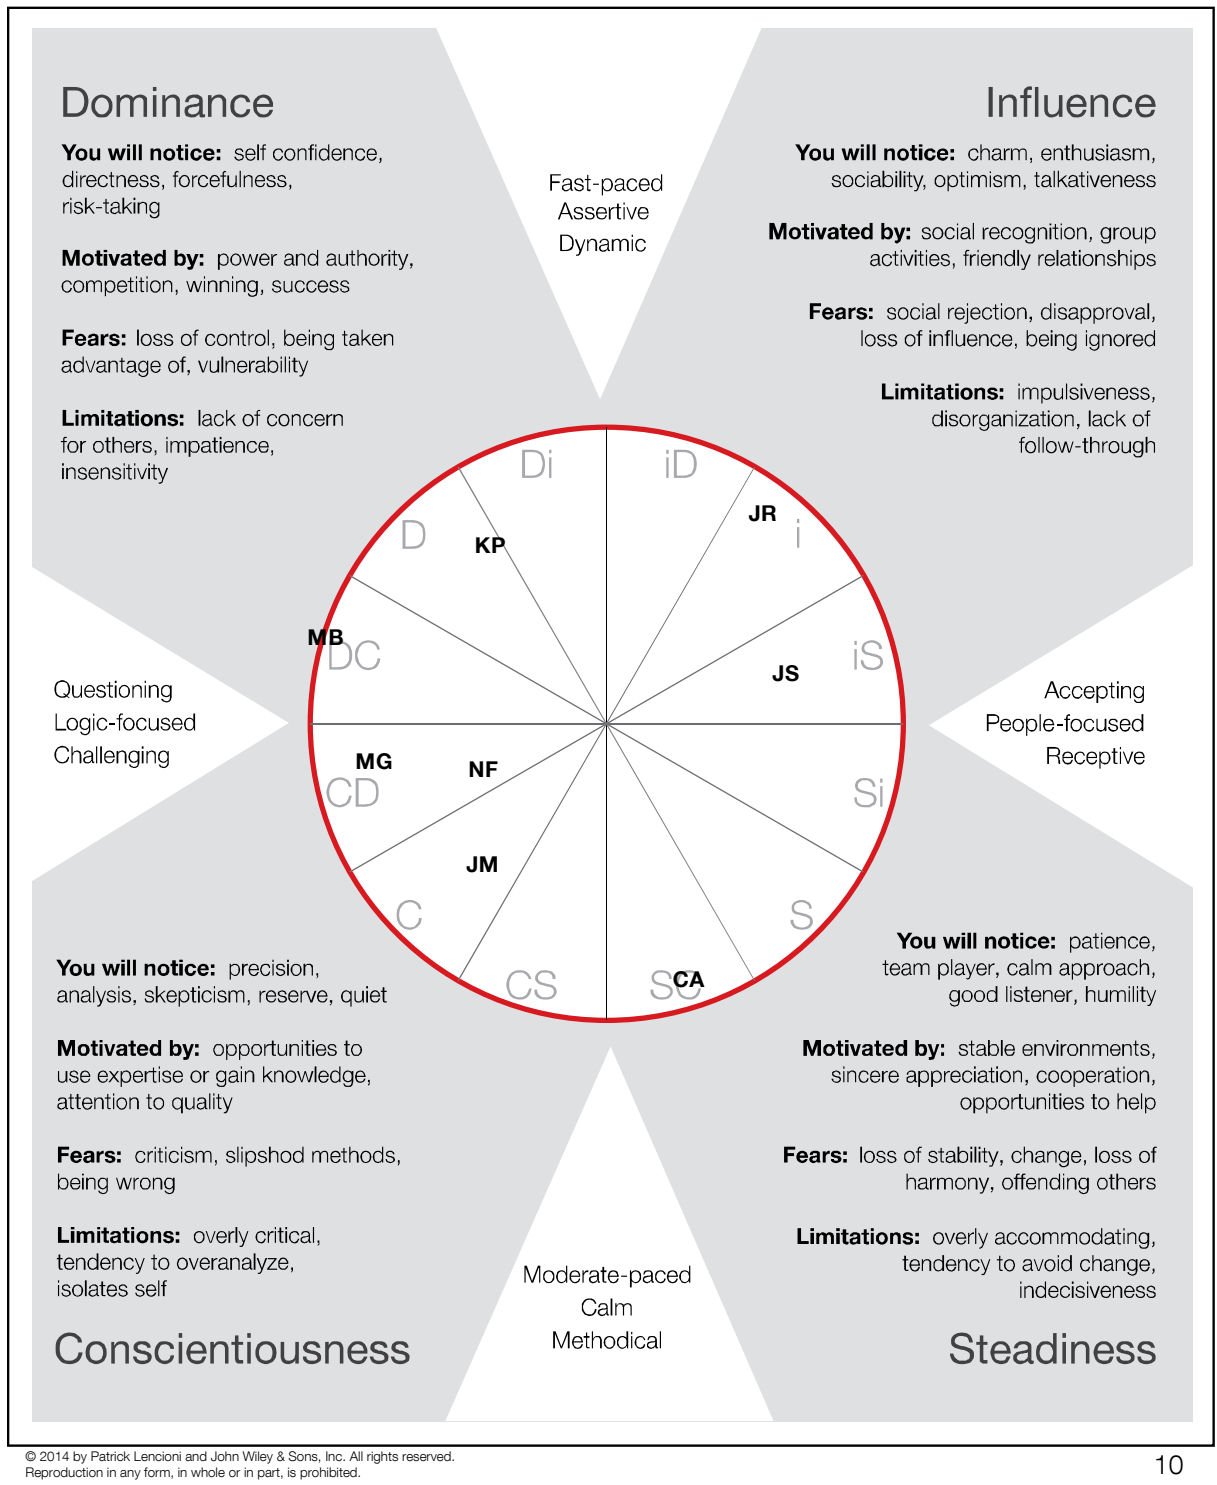 Dominance
You will notice: self confidence,
directness, forcefulness,
risk-taking
Motivated by: power and authority,
competition, winning, success
Fears: loss of control, being taken
advantage of, vulnerability
Limitations: lack of concern
for others, impatience,
insensitivity
Fast-paced
Assertive
Dynamic
Influence
You will notice: charm, enthusiasm,
sociability, optimism, talkativeness
Motivated by: social recognition, group
activities, friendly relationships
Fears: social rejection, disapproval,
loss of influence, being ignored
Limitations: impulsiveness,
disorganization, lack of
follow-through
Di
iD
D
KP
JR
i
MB
DC
JS
iS
Questioning
Logic-focused
Challenging
Accepting
People-focused
Receptive
MG
NF
CD
Si
JM
C
S
CS
SC
CA
You will notice: precision,
analysis, skepticism, reserve, quiet
Motivated by: opportunities to
use expertise or gain knowledge,
attention to quality
Fears: criticism, slipshod methods,
being wrong
Limitations: overly critical,
tendency to overanalyze,
isolates self
Conscientiousness
Moderate-paced
Calm
Methodical
You will notice: patience,
team player, calm approach,
good listener, humility
Motivated by: stable environments,
sincere appreciation, cooperation,
opportunities to help
Fears: loss of stability, change, loss of
harmony, offending others
Limitations: overly accommodating,
tendency to avoid change,
indecisiveness
Steadiness
© 2014 by Patrick Lencioni and John Wiley & Sons, Inc. All rights reserved.
Reproduction in any form, in whole or in part, is prohibited.
10